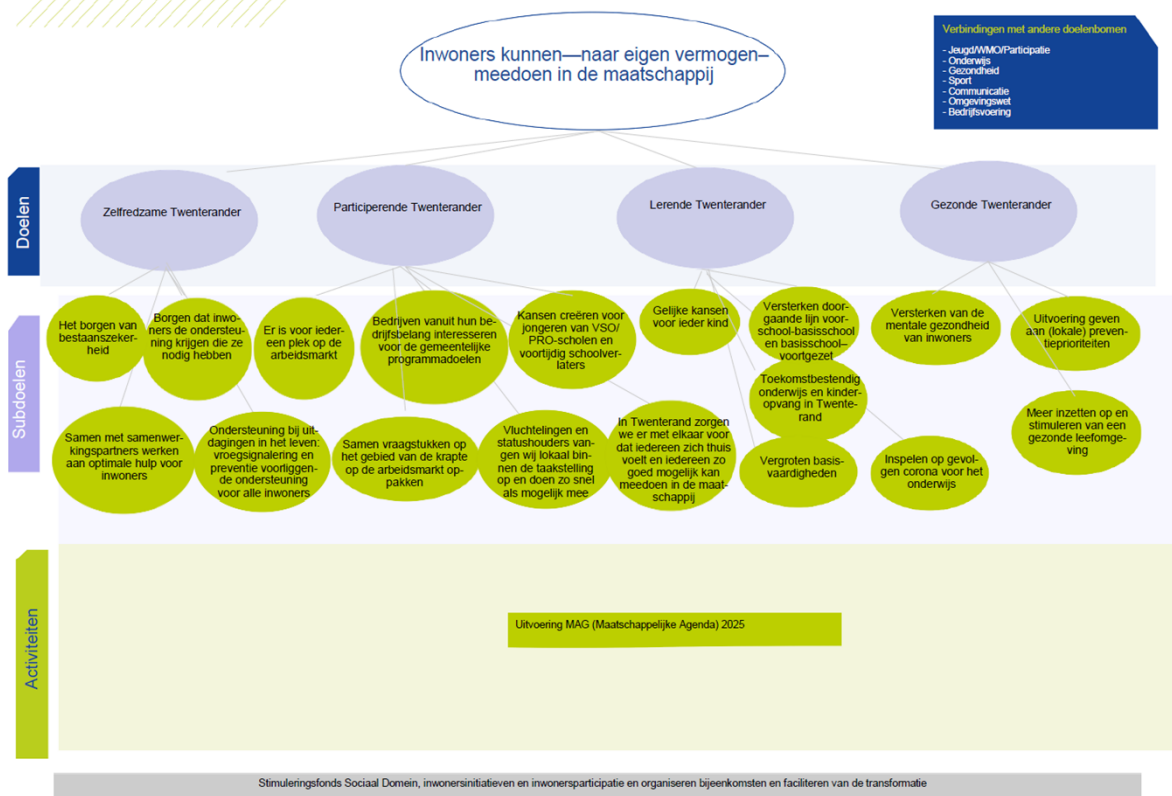 Inwoners kunnen—naar eigen vermogen–
meedoen in de maatschappij
Verbindingen met andere doelenbomen
- Jeugd/WMO/Participatie
- Onderwijs
- Gezondheid
- Sport
- Communicatie
- Omgevingswet
- Bedrijfsvoering
Doelen
Zelfredzame Twenterander
Participerende Twenterander
Lerende Twenterander
Gezonde Twenterander
Subdoelen
Het borgen van
bestaanszeker-
heid
Borgen dat inwo-
ners de ondersteu-
ning krijgen die ze
nodig hebben
Er is voor ieder-
een plek op de
arbeidsmarkt
Bedrijven vanuit hun be-
drijfsbelang interesseren
voor de gemeentelijke
programmadoelen
Kansen creëren voor
jongeren van VSO/
PRO-scholen en
voortijdig schoolver-
laters
Gelijke kansen
voor ieder kind
Versterken door-
gaande lijn voor-
school-basisschool
en basisschool–
voortgezet
Versterken van de
mentale gezondheid
van inwoners
Uitvoering geven
aan (lokale) preven-
tieprioriteiten
Toekomstbestendig
onderwijs en kinder-
opvang in Twente-
rand
Samen met samenwer-
kingspartners werken
aan optimale hulp voor
inwoners
Ondersteuning bij uit-
dagingen in het leven:
vroegsignalering en
preventie voorliggen-
de ondersteuning
voor alle inwoners
Samen vraagstukken op
het gebied van de krapte
op de arbeidsmarkt op-
pakken
Vluchtelingen en
statushouders van-
gen wij lokaal bin-
nen de taakstelling
op en doen zo snel
als mogelijk mee
In Twenterand zorgen
we er met elkaar voor
dat iedereen zich thuis
voelt en iedereen zo
goed mogelijk kan
meedoen in de maat-
schappij
Vergroten basis-
vaardigheden
Inspelen op gevol-
gen corona voor het
onderwijs
Meer inzetten op en
stimuleren van een
gezonde leefomge-
ving
Activiteiten
Uitvoering MAG (Maatschappelijke Agenda) 2025
Stimuleringsfonds Sociaal Domein, inwonersinitiatieven en inwonersparticipatie en organiseren bijeenkomsten en faciliteren van de transformatie